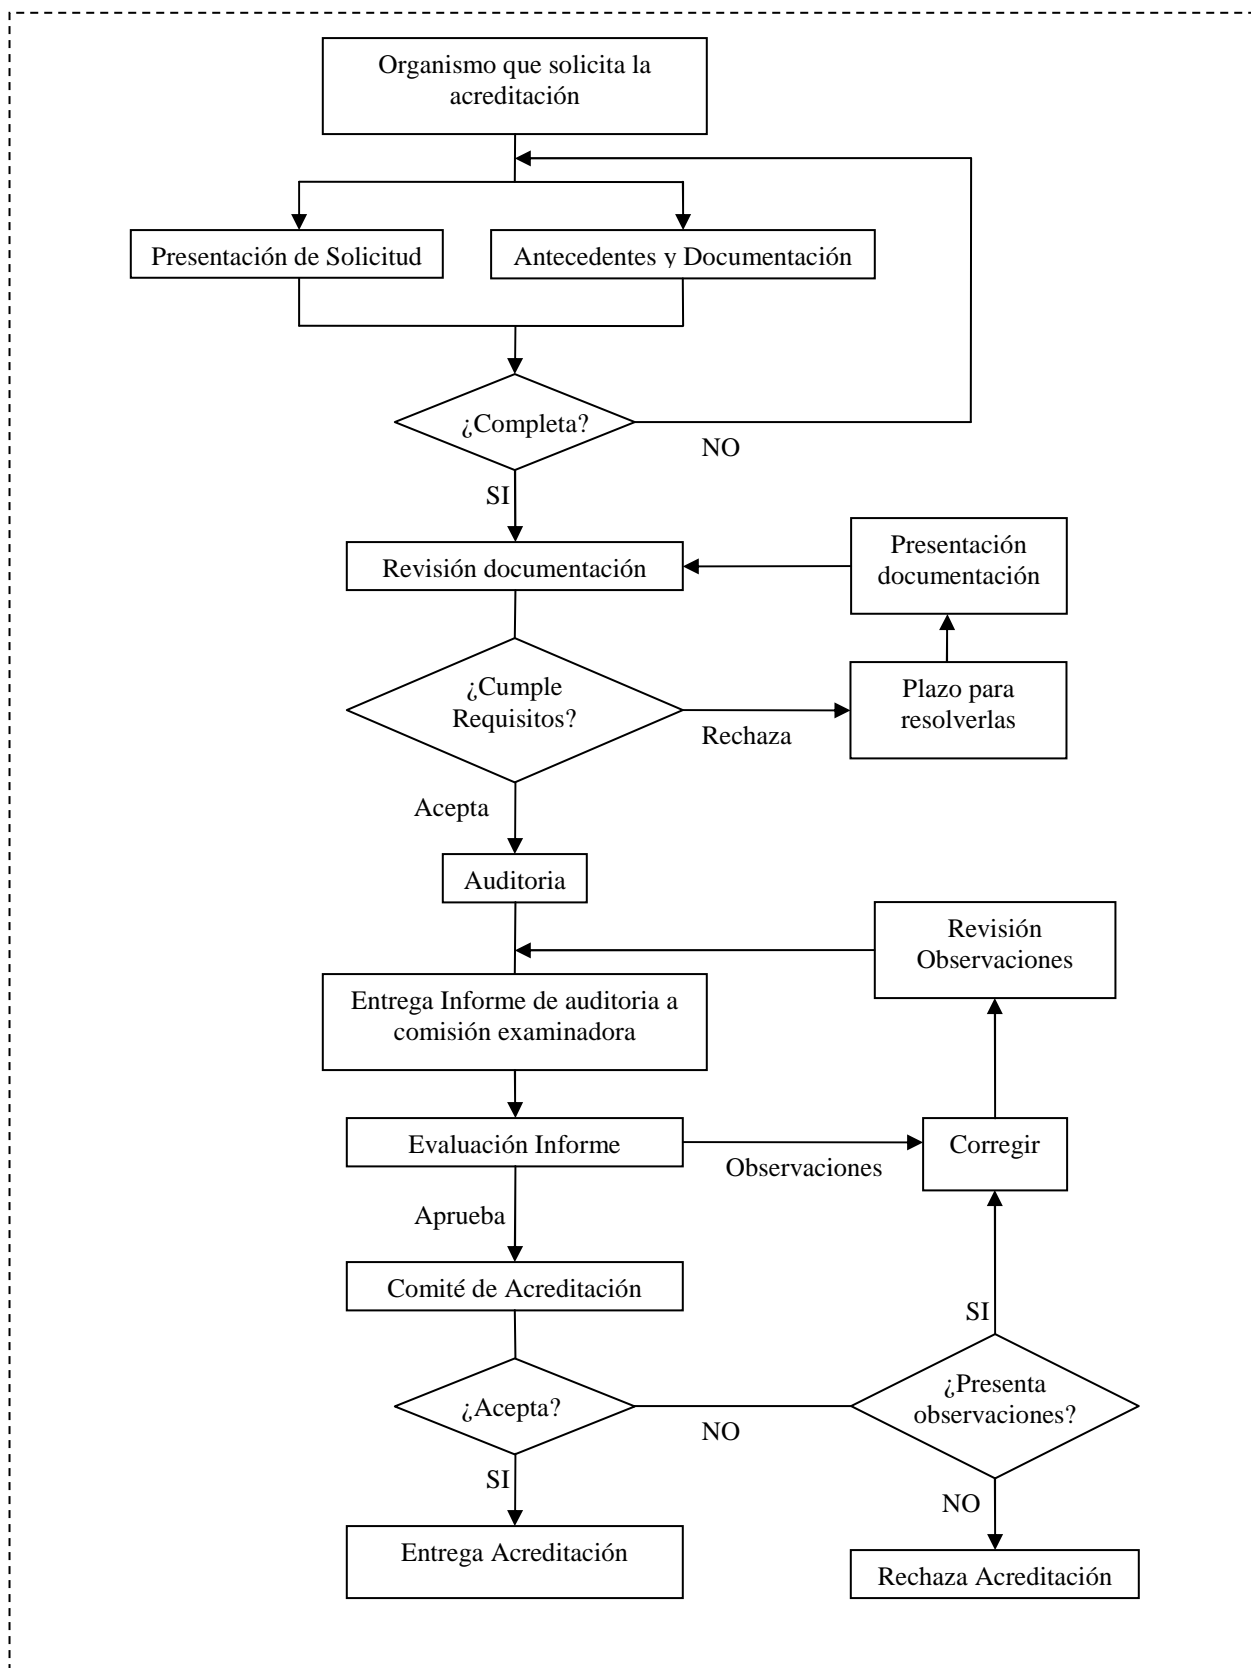 Organismo que solicita la
acreditación
Presentación de Solicitud
Antecedentes y Documentación
¿Completa?
NO
SI
Revisión documentación
Presentación
documentación
¿Cumple
Requisitos?
Rechaza
Plazo para
resolverlas
Acepta
Auditoria
Revisión
Observaciones
Entrega Informe de auditoria a
comisión examinadora
Evaluación Informe
Observaciones
Corregir
Aprueba
Comité de Acreditación
SI
¿Acepta?
NO
¿Presenta
observaciones?
SI
NO
Entrega Acreditación
Rechaza Acreditación